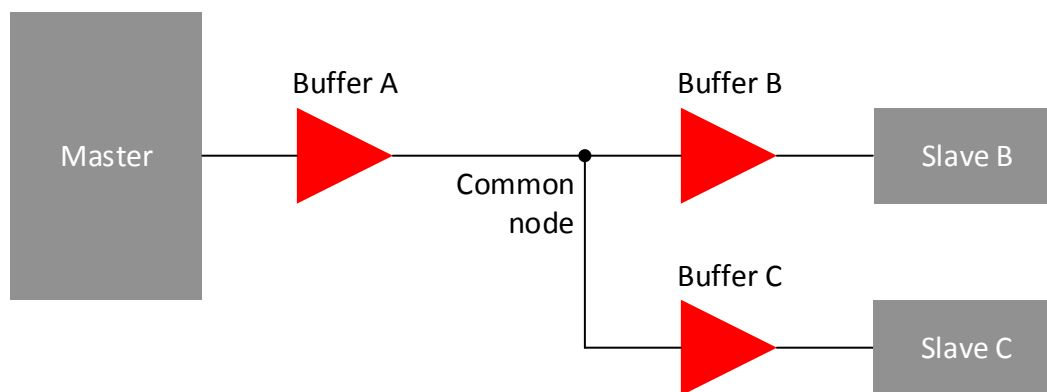 Buffer A
Buffer B
Master
Slave B
Common
node
Buffer C
Slave C